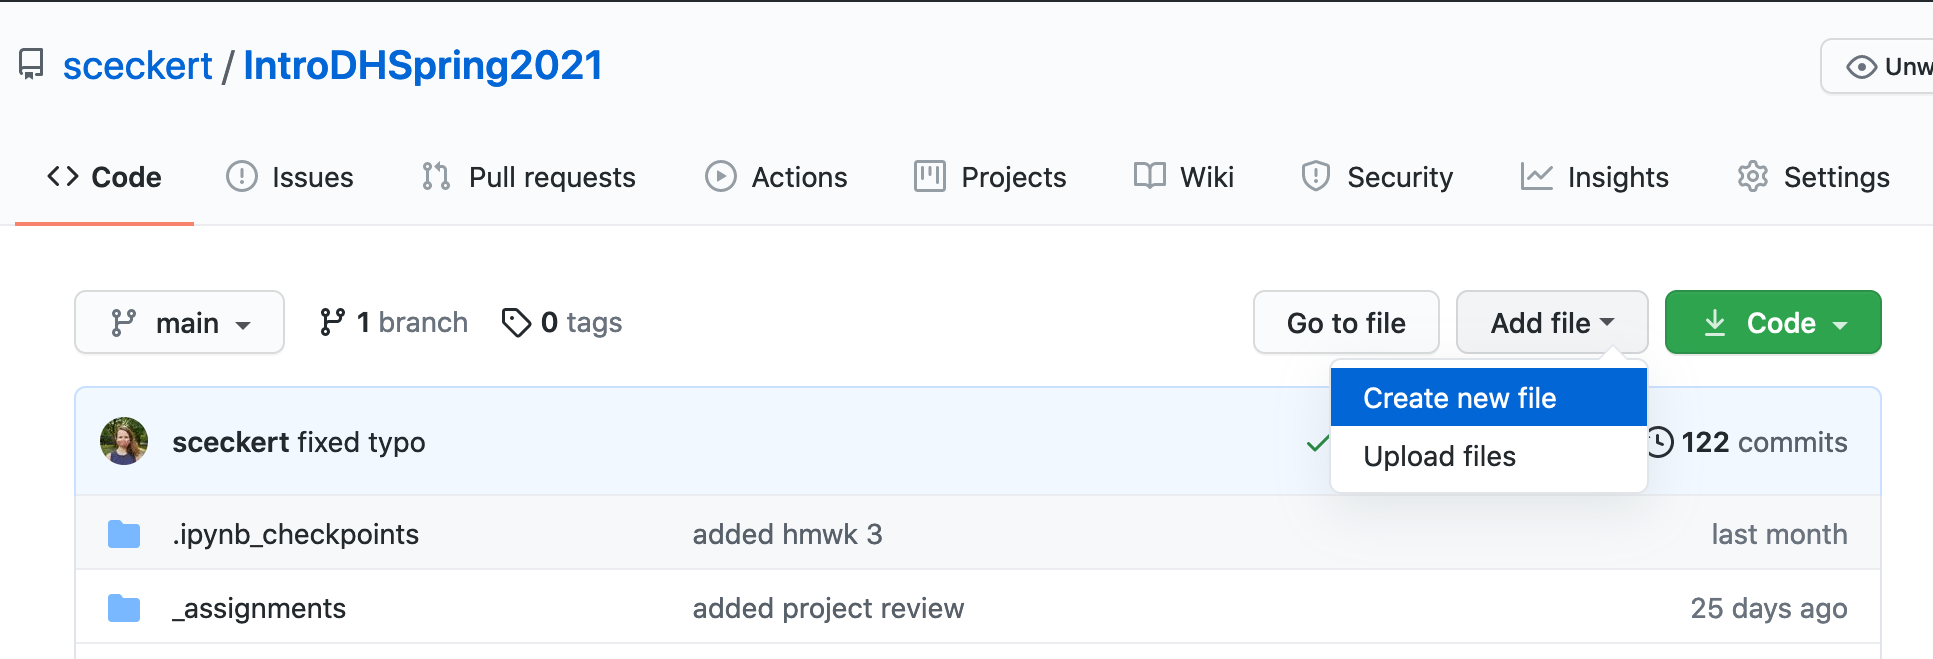 sceckert / IntroDHSpring2021
Unw
<> Code Issues Pull requests Actions Projects Wiki Security Insights Settings
main 1 branch 0 tags Go to file Add file Code
Create new file
Upload files
sceckert fixed typo 122 commits
.ipynb_checkpoints added hmwk 3 last month
_assignments added project review 25 days ago